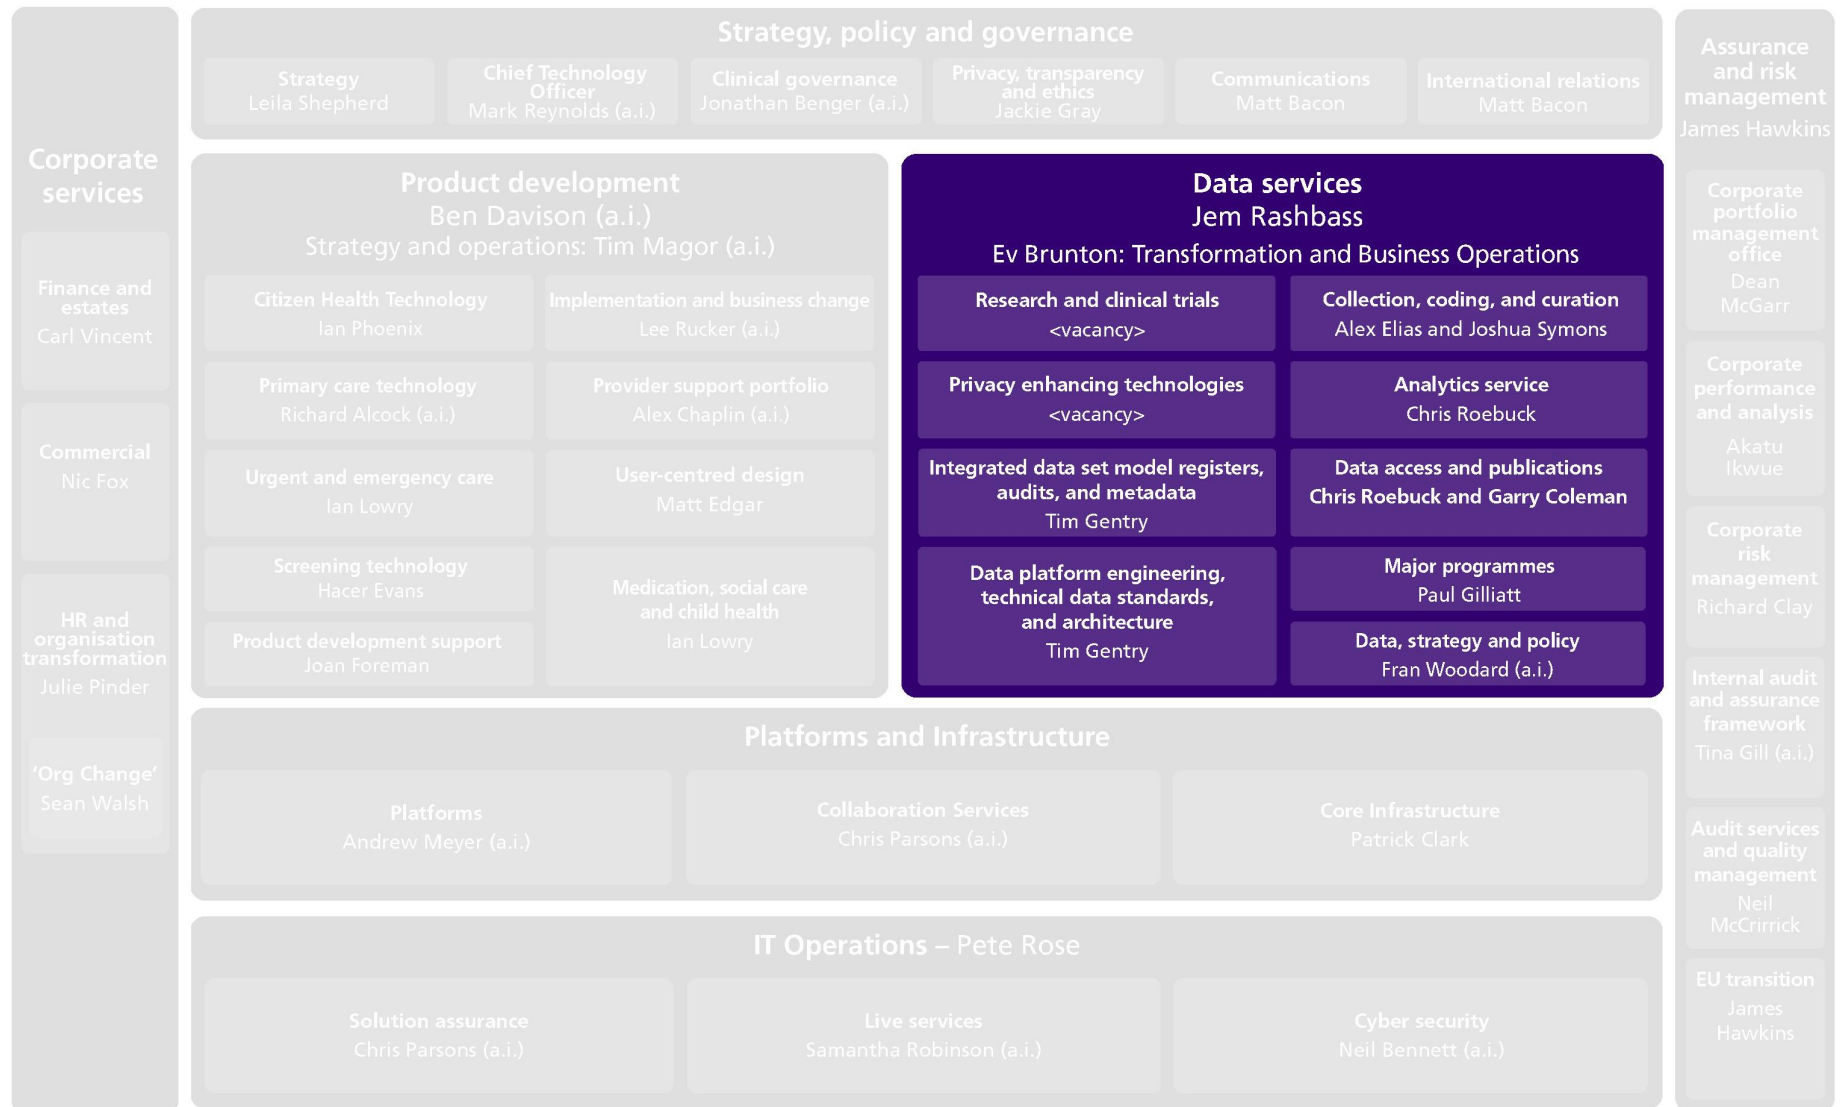 Corporate
services
Finance and
estates
Carl Vincent
Commercial
Nic Fox
HR and
organisation
transformation
Julie Pinder
‘Org Change’
Sean Walsh
Strategy, policy and governance
Strategy
Leila Shepherd
Chief Technology
Officer
Mark Reynolds (a.i.)
Clinical governance
Jonathan Benger (a.i.)
Privacy, transparency
and ethics
Jackie Gray
Communications
Matt Bacon
International relations
Matt Bacon
Product development
Ben Davison (a.i.)
Strategy and operations: Tim Magor (a.i.)
Citizen Health Technology
Ian Phoenix
Implementation and business change
Lee Rucker (a.i.)
Primary care technology
Richard Alcock (a.i.)
Provider support portfolio
Alex Chaplin (a.i.)
Urgent and emergency care
Ian Lowry
User-centred design
Matt Edgar
Screening technology
Hacer Evans
Medication, social care
and child health
Ian Lowry
Product development support
Joan Foreman
Data services
Jem Rashbass
Ev Brunton: Transformation and Business Operations
Research and clinical trials
<vacancy>
Collection, coding, and curation
Alex Elias and Joshua Symons
Privacy enhancing technologies
<vacancy>
Analytics service
Chris Roebuck
Integrated data set model registers,
audits, and metadata
Tim Gentry
Data access and publications
Chris Roebuck and Garry Coleman
Data platform engineering,
technical data standards,
and architecture
Tim Gentry
Major programmes
Paul Gilliatt
Data, strategy and policy
Fran Woodard (a.i.)
Platforms and Infrastructure
Platforms
Andrew Meyer (a.i.)
Collaboration Services
Chris Parsons (a.i.)
Core Infrastructure
Patrick Clark
IT Operations – Pete Rose
Solution assurance
Chris Parsons (a.i.)
Live services
Samantha Robinson (a.i.)
Cyber security
Neil Bennett (a.i.)
Assurance
and risk
management
James Hawkins
Corporate
portfolio
management
office
Dean
McGarr
Corporate
performance
and analysis
Akatu
Ikwue
Corporate
risk
management
Richard Clay
Internal audit
and assurance
framework
Tina Gill (a.i.)
Audit services
and quality
management
Neil
McCrirrick
EU transition
James
Hawkins